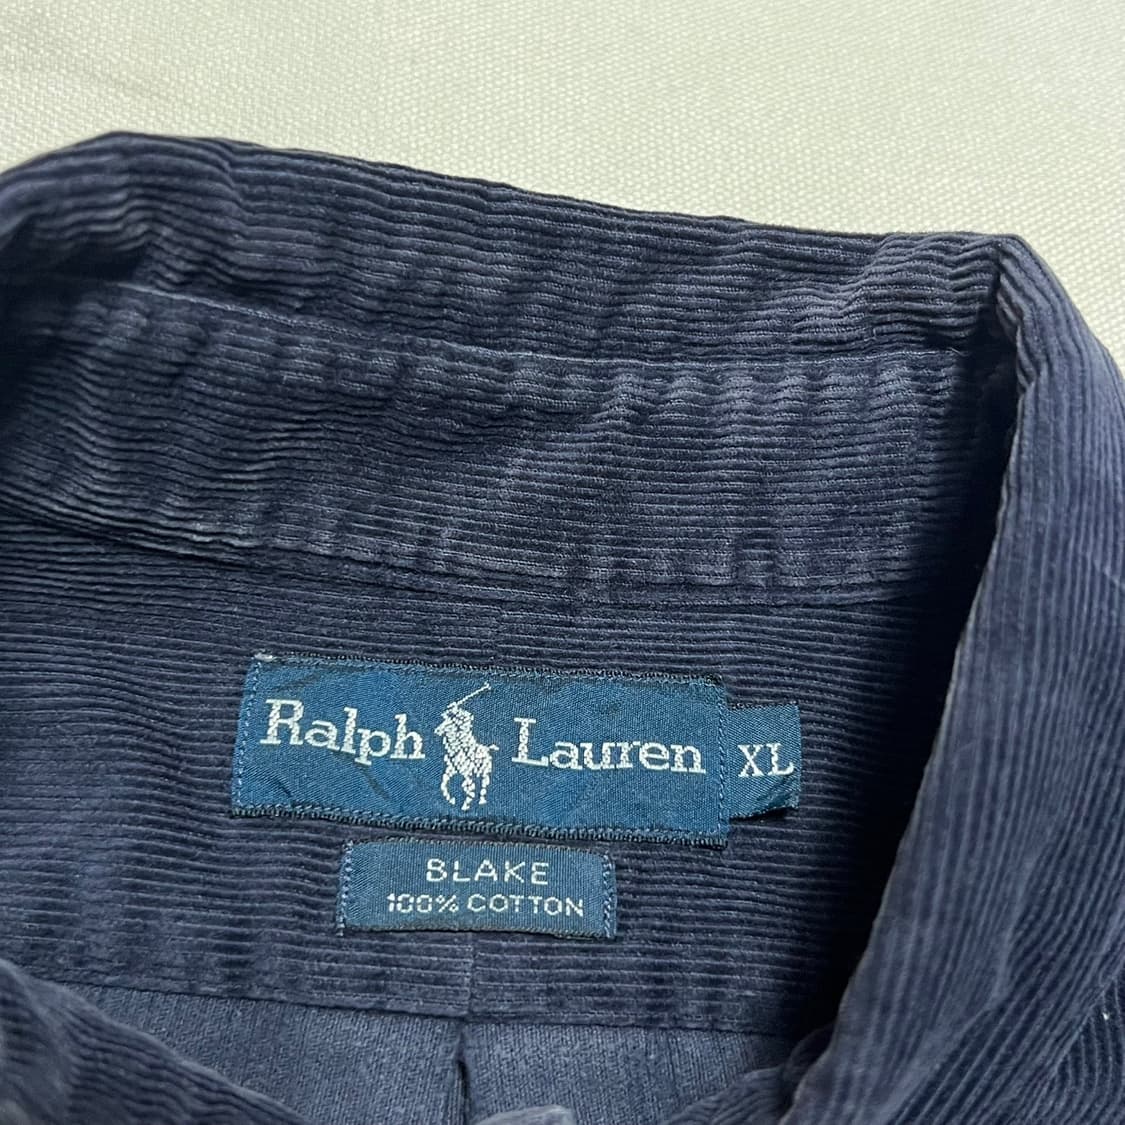 Ralph Lauren XL
BLAKE
100% COTTON